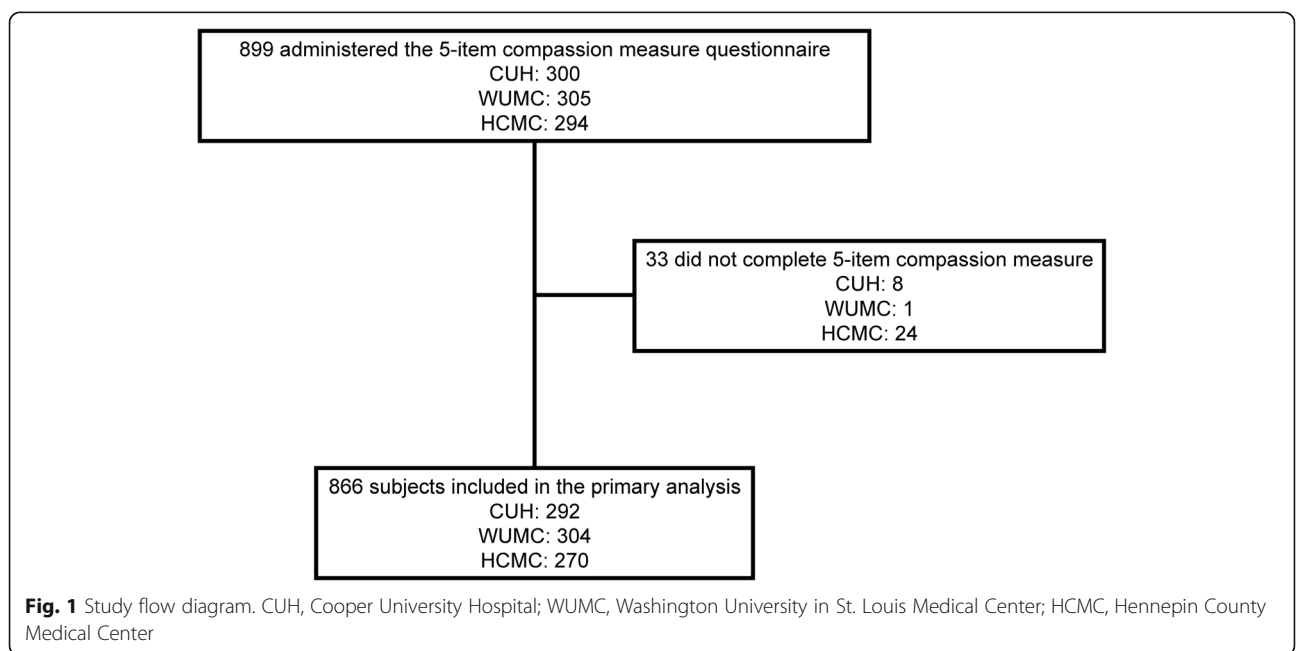 899 administered the 5-item compassion measure questionnaire
CUH: 300
WUMC: 305
HCMC: 294
33 did not complete 5-item compassion measure
CUH: 8
WUMC: 1
HCMC: 24
866 subjects included in the primary analysis
CUH: 292
WUMC: 304
HCMC: 270
Fig. 1 Study flow diagram. CUH, Cooper University Hospital; WUMC, Washington University in St. Louis Medical Center; HCMC, Hennepin County
Medical Center